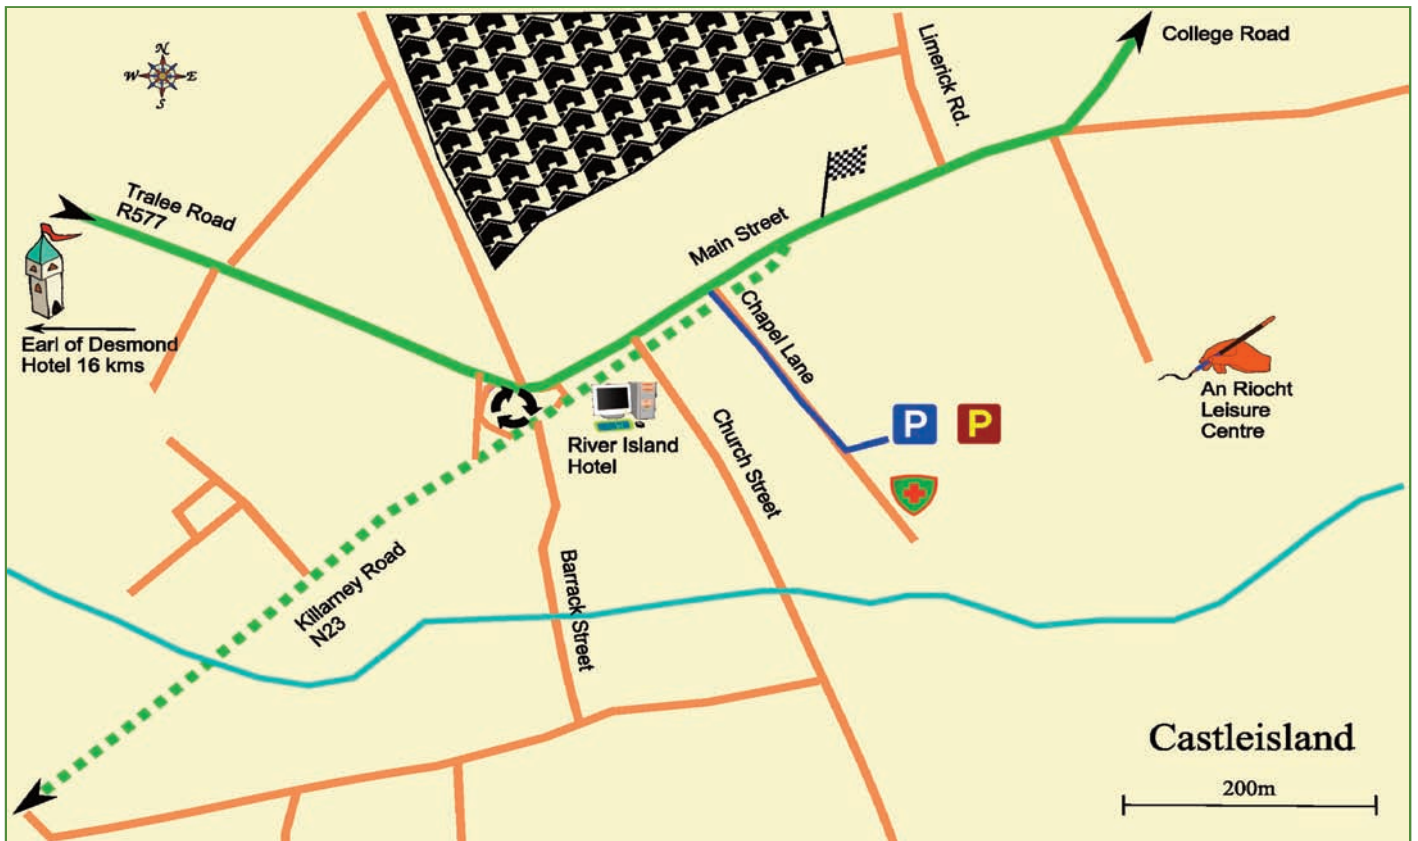 N
W
E
S
College Road
Limerick Rd.
Tralee Road
R577
Main Street
Earl of Desmond
Hotel 16 kms
Chapel Lane
An Riocht
Leisure
Centre
River Island
Hotel
Church Street
P
P
Killarney Road
N23
Barrack Street
Castleisland
200m